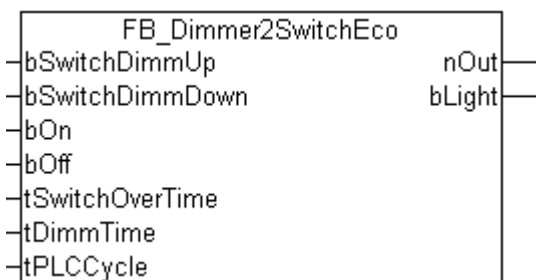 FB_Dimmer2SwitchEco
bSwitchDimmUp nOut
bSwitchDimmDown bLight
bOn
bOff
tSwitchOverTime
tDimmTime
tPLCCycle